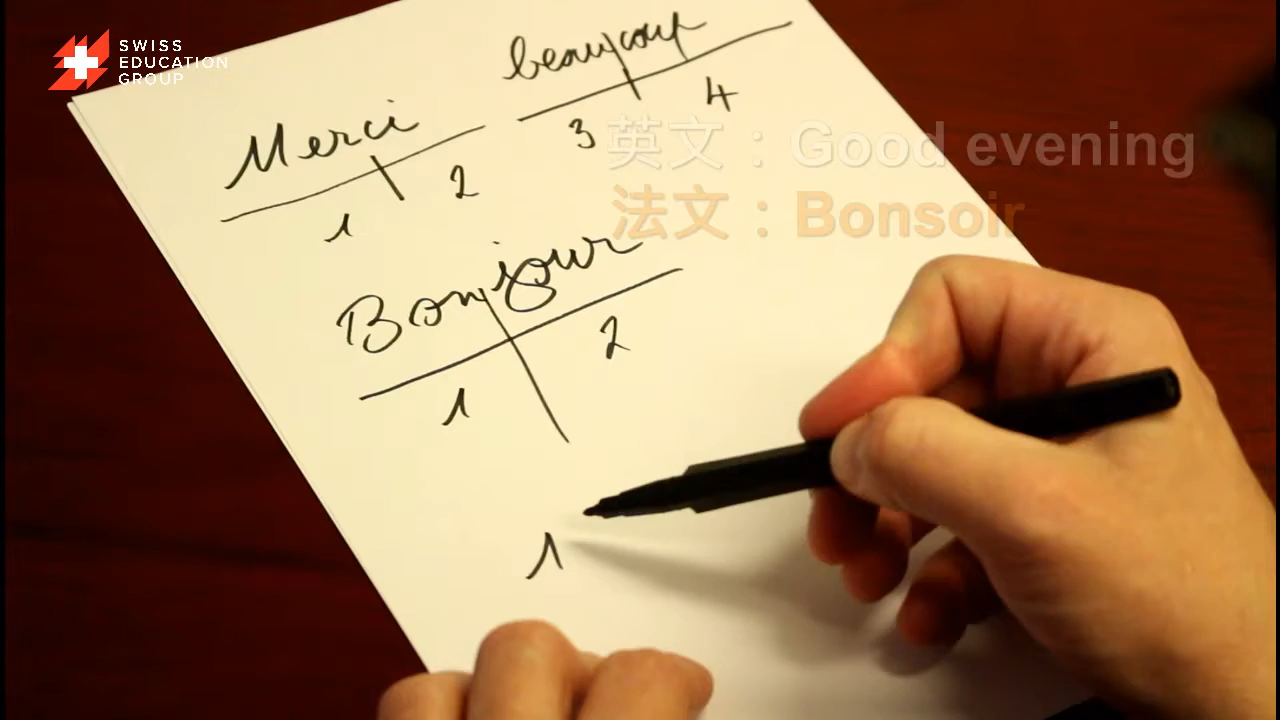 SWISS
EDUCATION
GROUP
Merci beaucoup
1 2 3 4
英文：Good evening
法文：Bonsoir
Bonjour
1 2
1